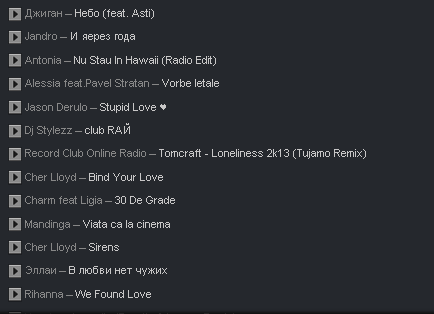 Джиган – Небо (feat. Asti)
Jandro – И яерез года
Antonia – Nu Stau In Hawaii (Radio Edit)
Alessia feat.Pavel Stratan – Vorbe letale
Jason Derulo – Stupid Love ♥
Dj Stylezz – club RАЙ
Record Club Online Radio – Tomcraft - Loneliness 2k13 (Tujamo Remix)
Cher Lloyd – Bind Your Love
Charm feat Ligia – 30 De Grade
Mandinga – Viata ca la cinema
Cher Lloyd – Sirens
Эллаи – В любви нет чужих
Rihanna – We Found Love